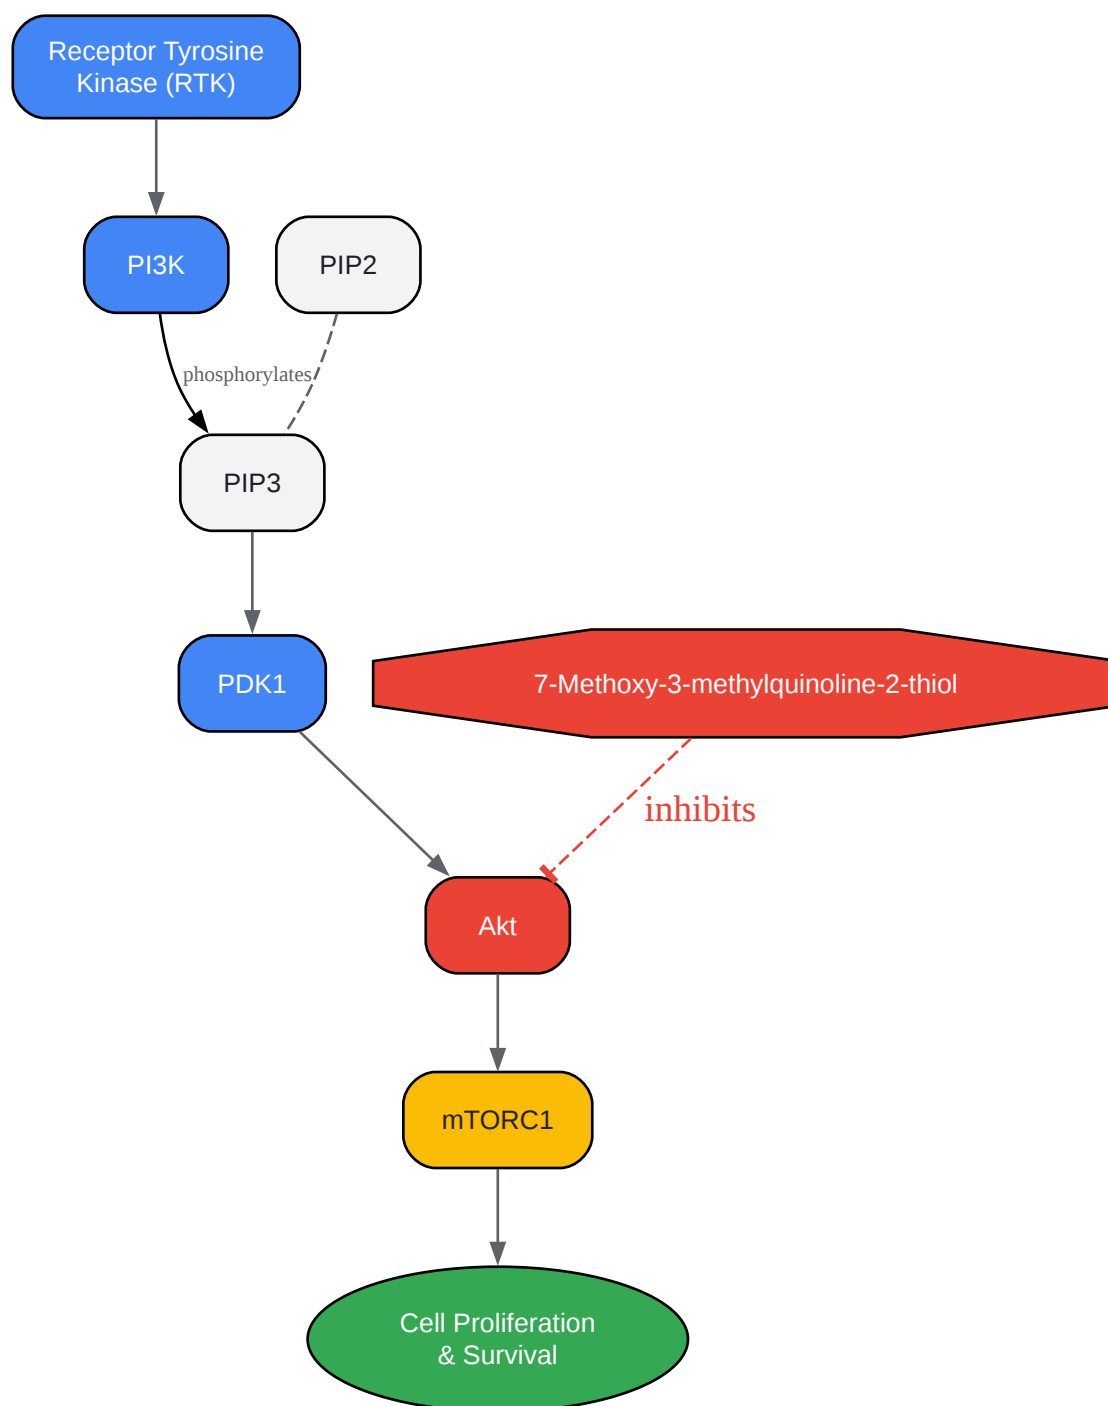 Receptor Tyrosine
Kinase (RTK)
PI3K
PIP2
phosphorylates
PIP3
PDK1
7-Methoxy-3-methylquinoline-2-thiol
inhibits
Akt
mTORC1
Cell Proliferation
& Survival